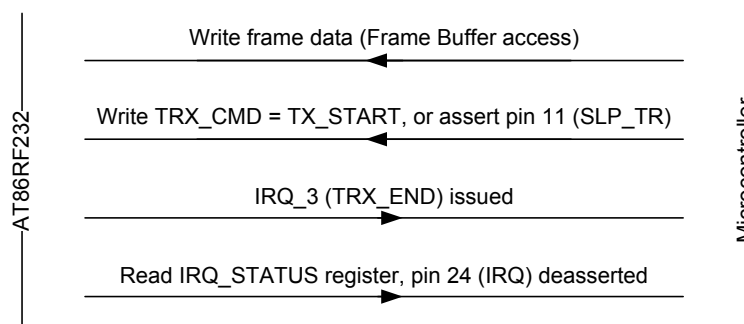 Write frame data (Frame Buffer access)
Write TRX_CMD = TX_START, or assert pin 11 (SLP_TR)
AT86RF232
IRQ_3 (TRX_END) issued
Read IRQ_STATUS register, pin 24 (IRQ) deasserted
Microcontroller